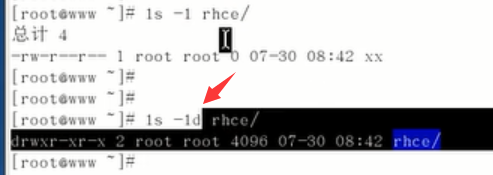 [root@www ~]# ls -l rhce/
总计 4
-rw-r--r-- 1 root root 0 07-30 08:42 xx
[root@www ~]#
[root@www ~]#
[root@www ~]# ls -ld rhce/
drwxr-xr-x 2 root root 4096 07-30 08:42 rhce/
[root@www ~]#